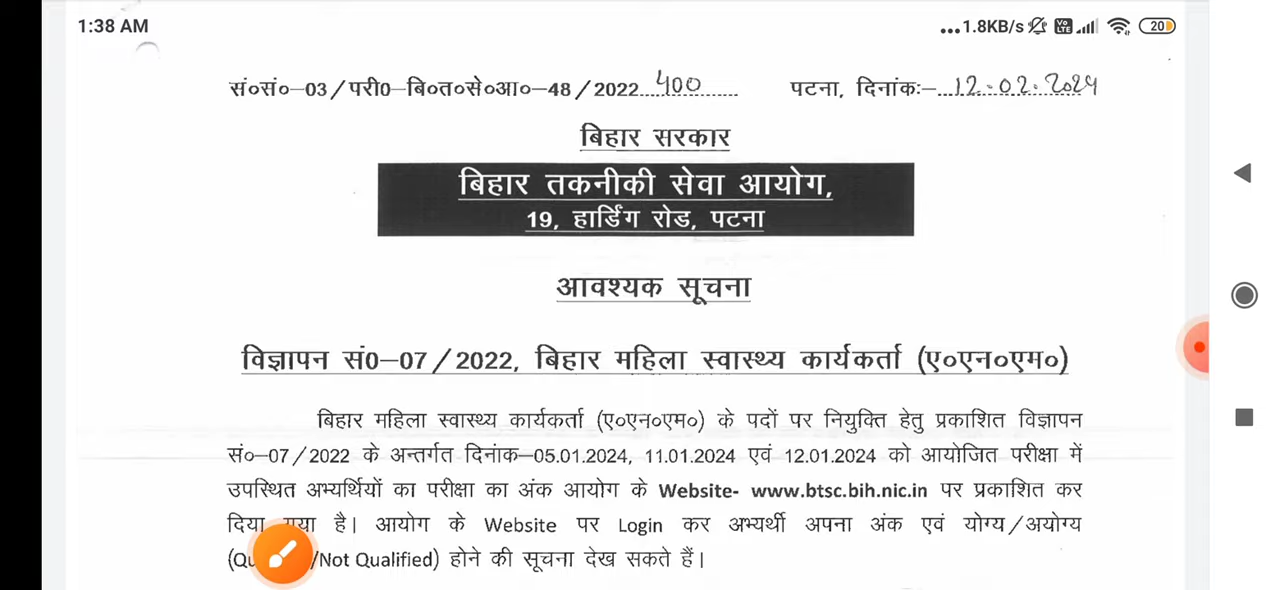 1:38 AM ...1.8KB/s Vo LTE 20
सं०सं०-03/परी0-बि०त०से०आ०-48/2022 400 पटना, दिनांकः- 12.02.2024
बिहार सरकार
बिहार तकनीकी सेवा आयोग,
19, हार्डिंग रोड, पटना
आवश्यक सूचना
विज्ञापन सं0-07/2022, बिहार महिला स्वास्थ्य कार्यकर्ता (ए०एन०एम०)
बिहार महिला स्वास्थ्य कार्यकर्ता (ए०एन०एम०) के पदों पर नियुक्ति हेतु प्रकाशित विज्ञापन
सं०-07/2022 के अन्तर्गत दिनांक-05.01.2024, 11.01.2024 एवं 12.01.2024 को आयोजित परीक्षा में
उपस्थित अभ्यर्थियों का परीक्षा का अंक आयोग के Website- www.btsc.bih.nic.in पर प्रकाशित कर
दिया गया है। आयोग के Website पर Login कर अभ्यर्थी अपना अंक एवं योग्य/अयोग्य
/Not Qualified) होने की सूचना देख सकते हैं।